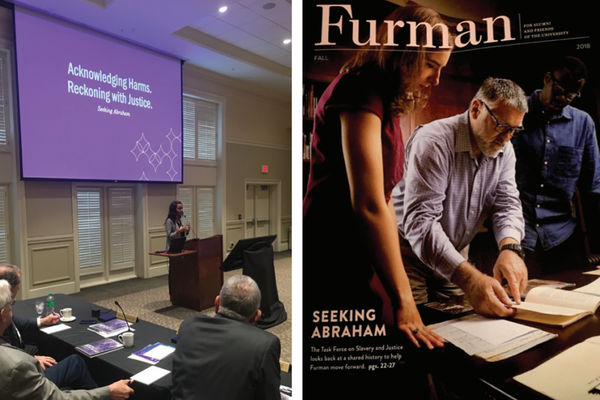 Acknowledging Harms.
Reckoning with Justice.
Seeking Abraham
Furman
FOR ALUMNI
AND FRIENDS
OF THE UNIVERSITY
FALL
2018
SEEKING
ABRAHAM
The Task Force on Slavery and Justice
looks back at a shared history to help
Furman move forward. pgs. 22-27